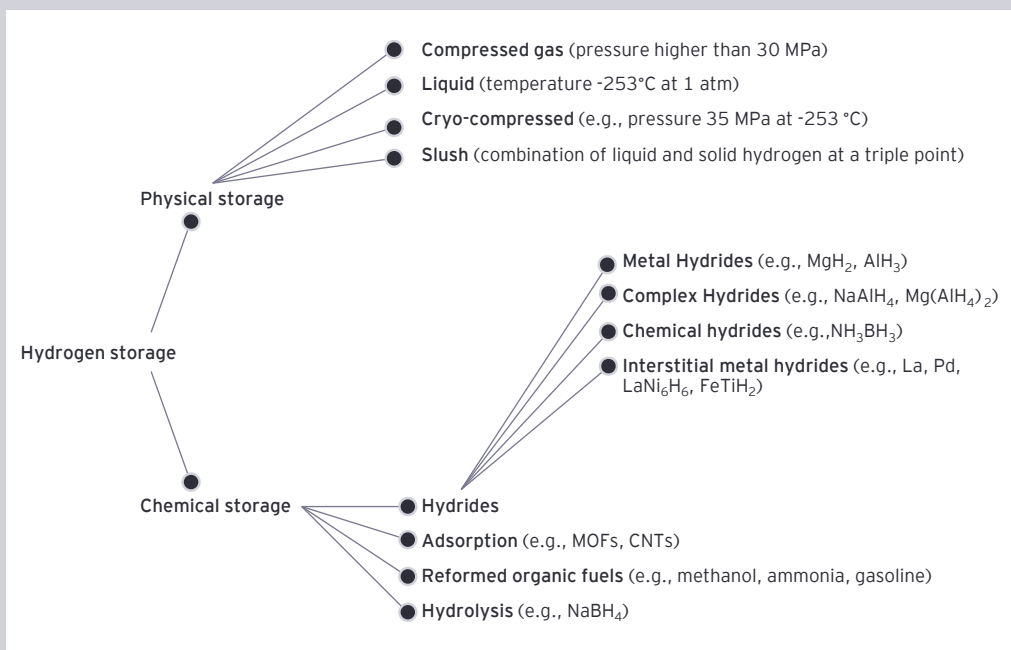 Compressed gas (pressure higher than 30 MPa)
Liquid (temperature -253°C at 1 atm)
Cryo-compressed (e.g., pressure 35 MPa at -253 °C)
Slush (combination of liquid and solid hydrogen at a triple point)
Physical storage
Metal Hydrides (e.g., MgH₂, AlH₃)
Complex Hydrides (e.g., NaAlH₄, Mg(AlH₄)₂)
Chemical hydrides (e.g.,NH₃BH₃)
Interstitial metal hydrides (e.g., La, Pd,
LaNi₆H₆, FeTiH₂)
Hydrogen storage
Chemical storage
Hydrides
Adsorption (e.g., MOFs, CNTs)
Reformed organic fuels (e.g., methanol, ammonia, gasoline)
Hydrolysis (e.g., NaBH₄)